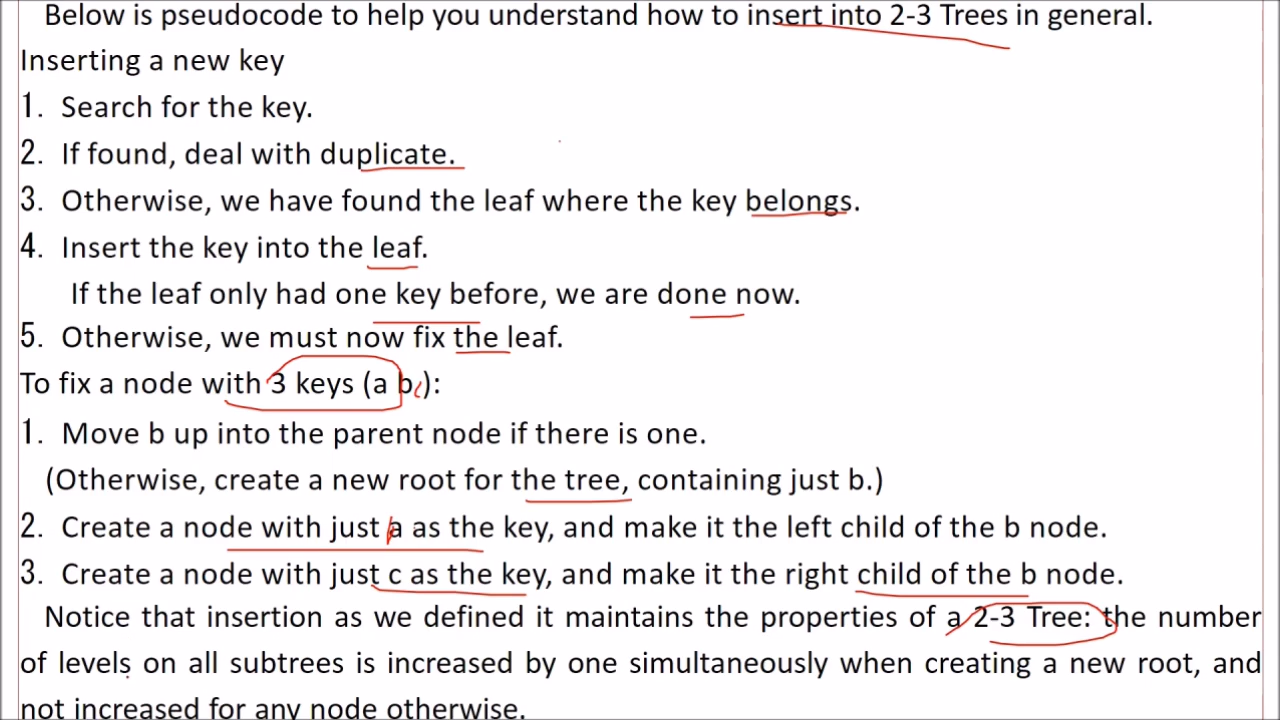 Below is pseudocode to help you understand how to insert into 2-3 Trees in general.
Inserting a new key
1. Search for the key.
2. If found, deal with duplicate.
3. Otherwise, we have found the leaf where the key belongs.
4. Insert the key into the leaf.
If the leaf only had one key before, we are done now.
5. Otherwise, we must now fix the leaf.
To fix a node with 3 keys (a b c):
1. Move b up into the parent node if there is one.
(Otherwise, create a new root for the tree, containing just b.)
2. Create a node with just a as the key, and make it the left child of the b node.
3. Create a node with just c as the key, and make it the right child of the b node.
Notice that insertion as we defined it maintains the properties of a 2-3 Tree: the number
of levels on all subtrees is increased by one simultaneously when creating a new root, and
not increased for any node otherwise.